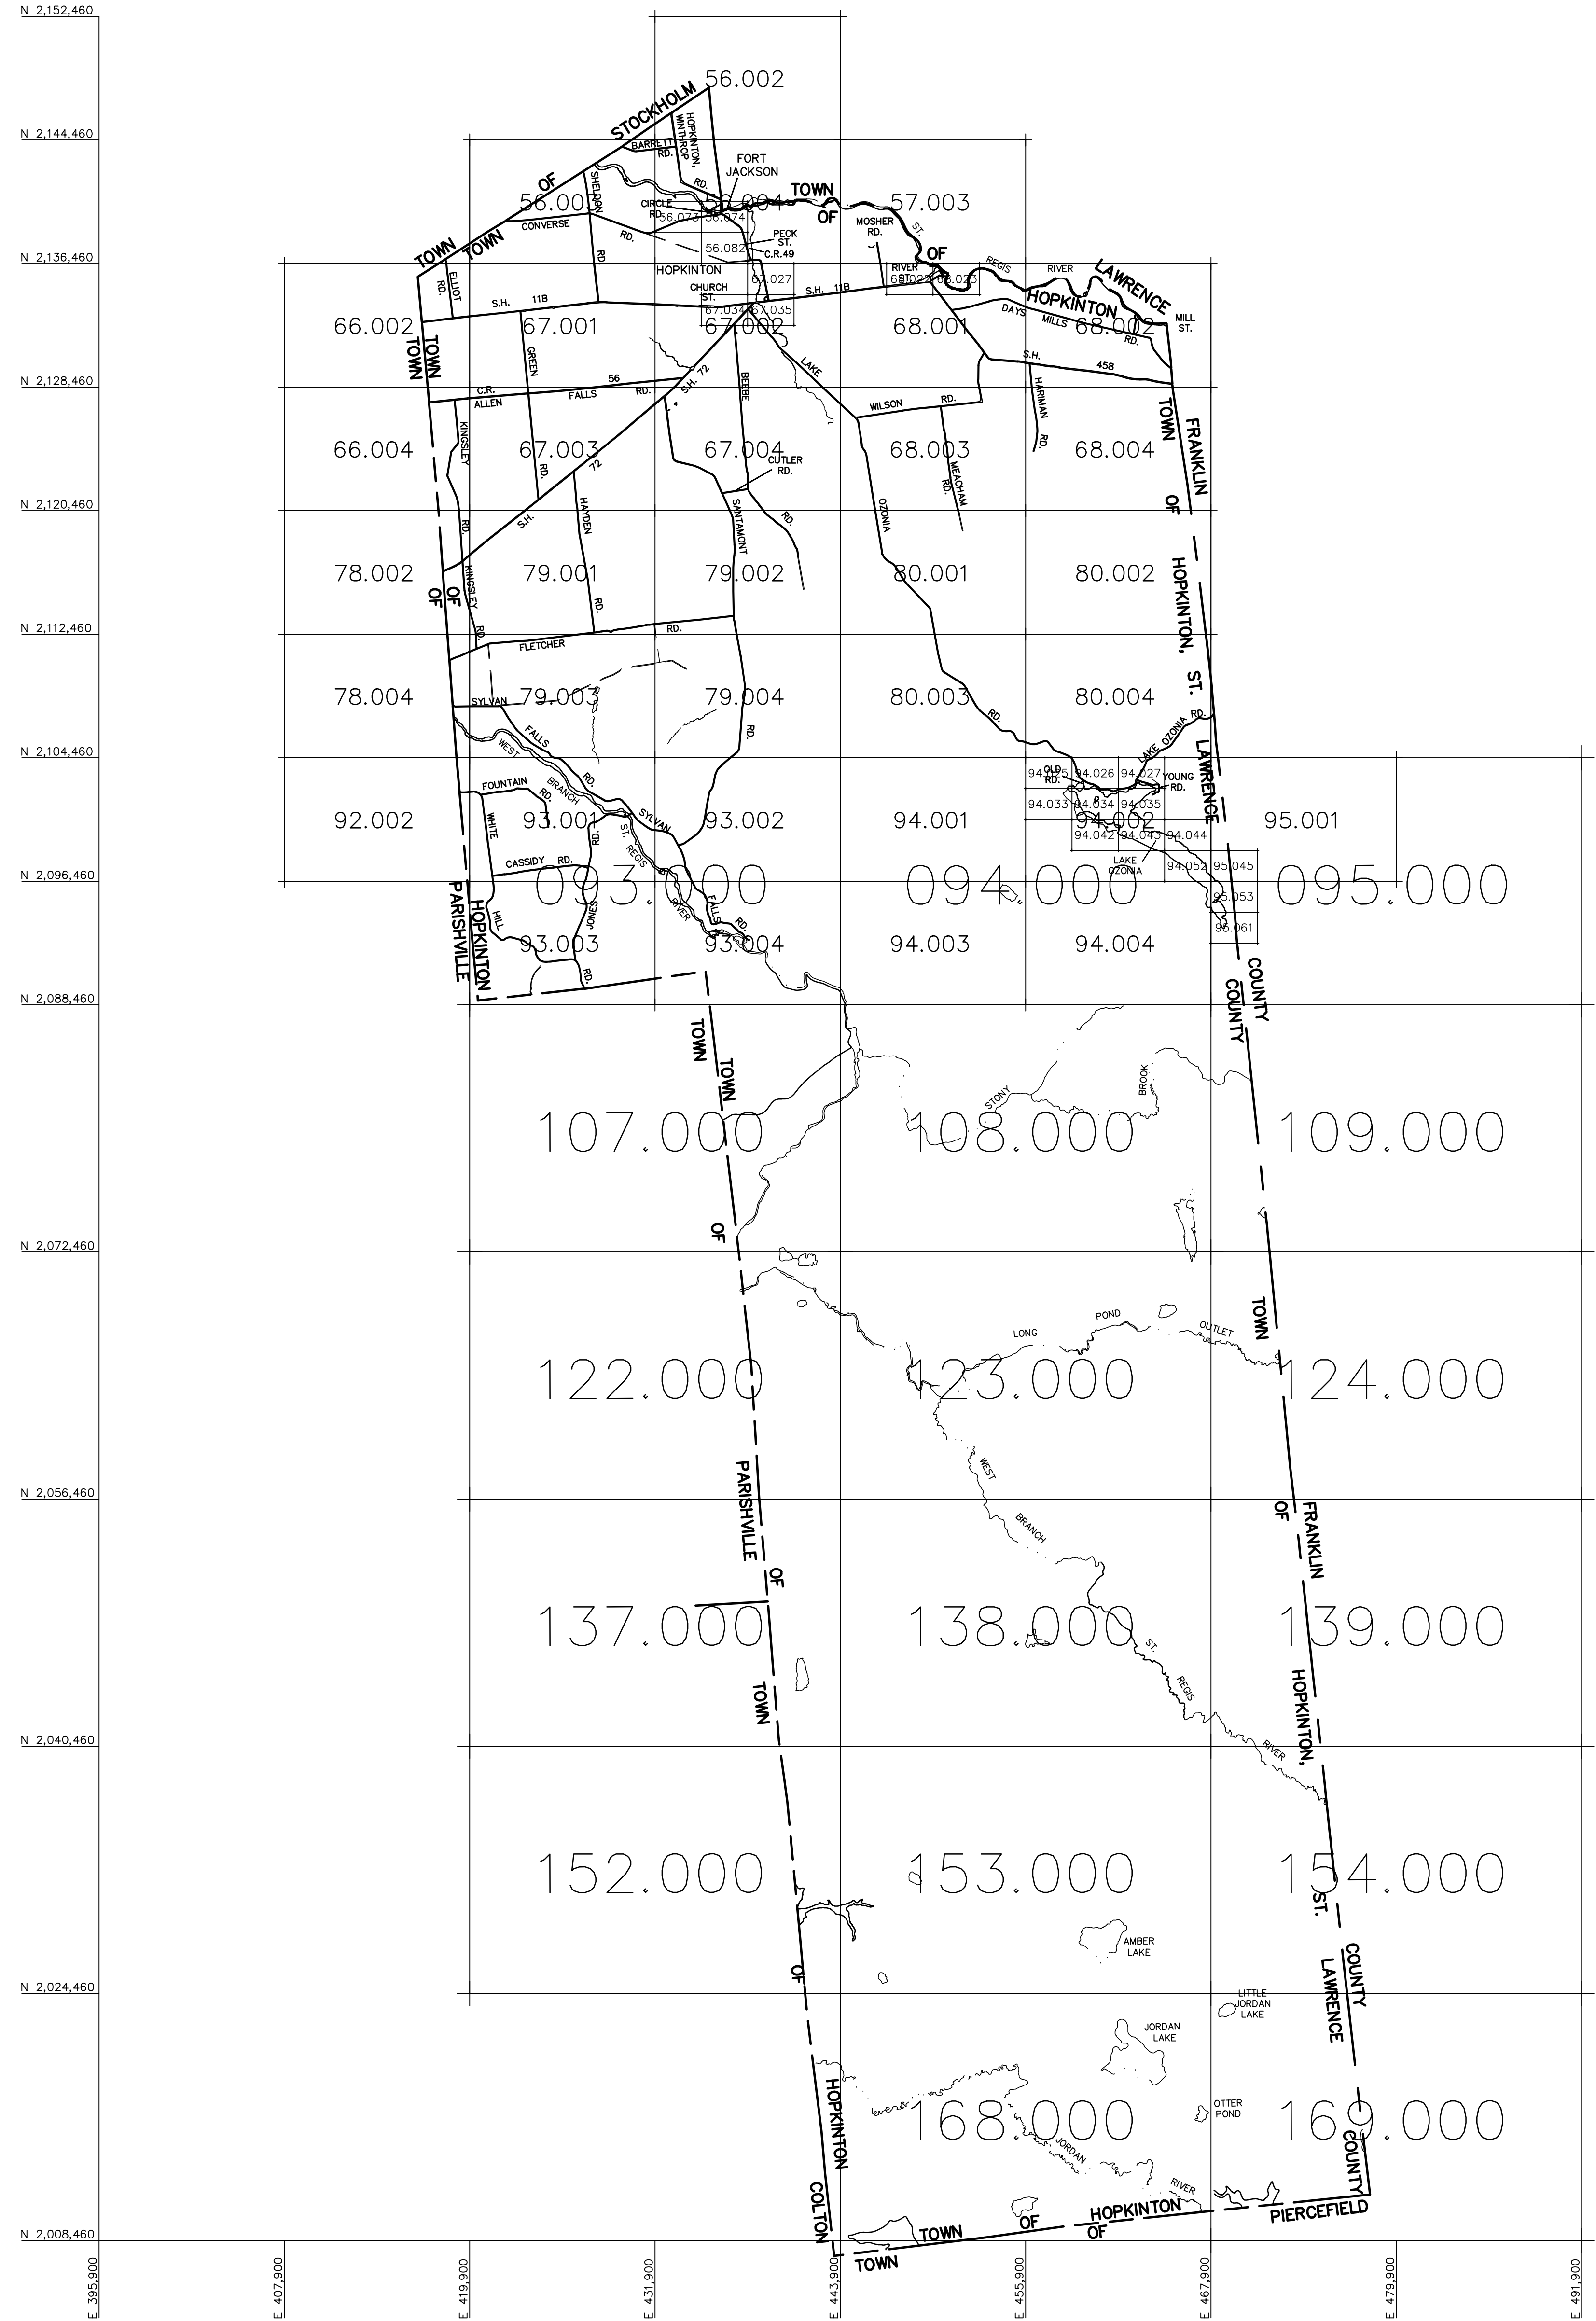 N 2,152,460
56.002
STOCKHOLM
N 2,144,460
HOPKINTON,
WINTHROP
RD.
BARRETT
RD.
FORT
JACKSON
OF
SHELDON
RD.
TOWN
OF
57.003
56.003
56.004
CIRCLE
RD.
56.073
56.074
MOSHER
RD.
ST.
CONVERSE
RD.
PECK
ST.
C.R.49
56.082
TOWN
TOWN
OF
REGIS
RIVER
LAWRENCE
N 2,136,460
ELLIOT
RD.
HOPKINTON
67.027
RIVER
ST.
68.022
68.023
CHURCH
ST.
S.H. 11B
S.H. 11B
HOPKINTON
67.034
67.035
DAYS
MILLS
RD.
MILL
ST.
66.002
67.001
67.002
68.001
68.002
TOWN
TOWN
GREEN
RD.
LAKE
S.H.
458
N 2,128,460
C.R.
56
ALLEN
FALLS
RD.
S.H. 72
BEEBE
HARIMAN
RD.
WILSON
RD.
TOWN
FRANKLIN
KINGSLEY
RD.
66.004
67.003
67.004
68.003
68.004
CUTLER
RD.
72
MEACHAM
RD.
N 2,120,460
S.H.
HAYDEN
RD.
SANTAMONT
RD.
OZONIA
OF
78.002
79.001
79.002
80.001
80.002
OF
OF
KINGSLEY
RD.
HOPKINTON,
N 2,112,460
FLETCHER
RD.
78.004
79.003
79.004
80.003
80.004
ST.
SYLVAN
FALLS
RD.
RD.
RD.
LAKE OZONIA
RD.
WEST
N 2,104,460
LAWRENCE
OLD
RD.
94.025
94.026
94.027
YOUNG
RD.
FOUNTAIN
RD.
BRANCH
94.033
94.034
94.035
92.002
93.001
93.002
94.001
94.002
95.001
WHITE
SYLVAN
ST.
REGIS
RD.
94.042
94.043
94.044
CASSIDY
RD.
LAKE
OZONIA
94.052
95.045
N 2,096,460
093.000
094.000
095.000
PARISHVILLE
HOPKINTON
HILL
JONES
RIVER
FALLS
RD.
95.053
95.061
93.003
93.004
94.003
94.004
RD.
COUNTY
COUNTY
N 2,088,460
TOWN
TOWN
STONY
BROOK
107.000
108.000
109.000
OF
N 2,072,460
TOWN
LONG
POND
OUTLET
122.000
123.000
124.000
PARISHVILLE
WEST
N 2,056,460
OF
FRANKLIN
BRANCH
OF
137.000
138.000
139.000
ST.
REGIS
HOPKINTON,
TOWN
N 2,040,460
RIVER
152.000
153.000
154.000
ST.
AMBER
LAKE
COUNTY
LAWRENCE
OF
N 2,024,460
LITTLE
JORDAN
LAKE
JORDAN
LAKE
HOPKINTON
OTTER
POND
168.000
169.000
JORDAN
RIVER
COUNTY
COLTON
HOPKINTON
PIERCEFIELD
OF
OF
TOWN
TOWN
N 2,008,460
E 395,900
E 407,900
E 419,900
E 431,900
E 443,900
E 455,900
E 467,900
E 479,900
E 491,900